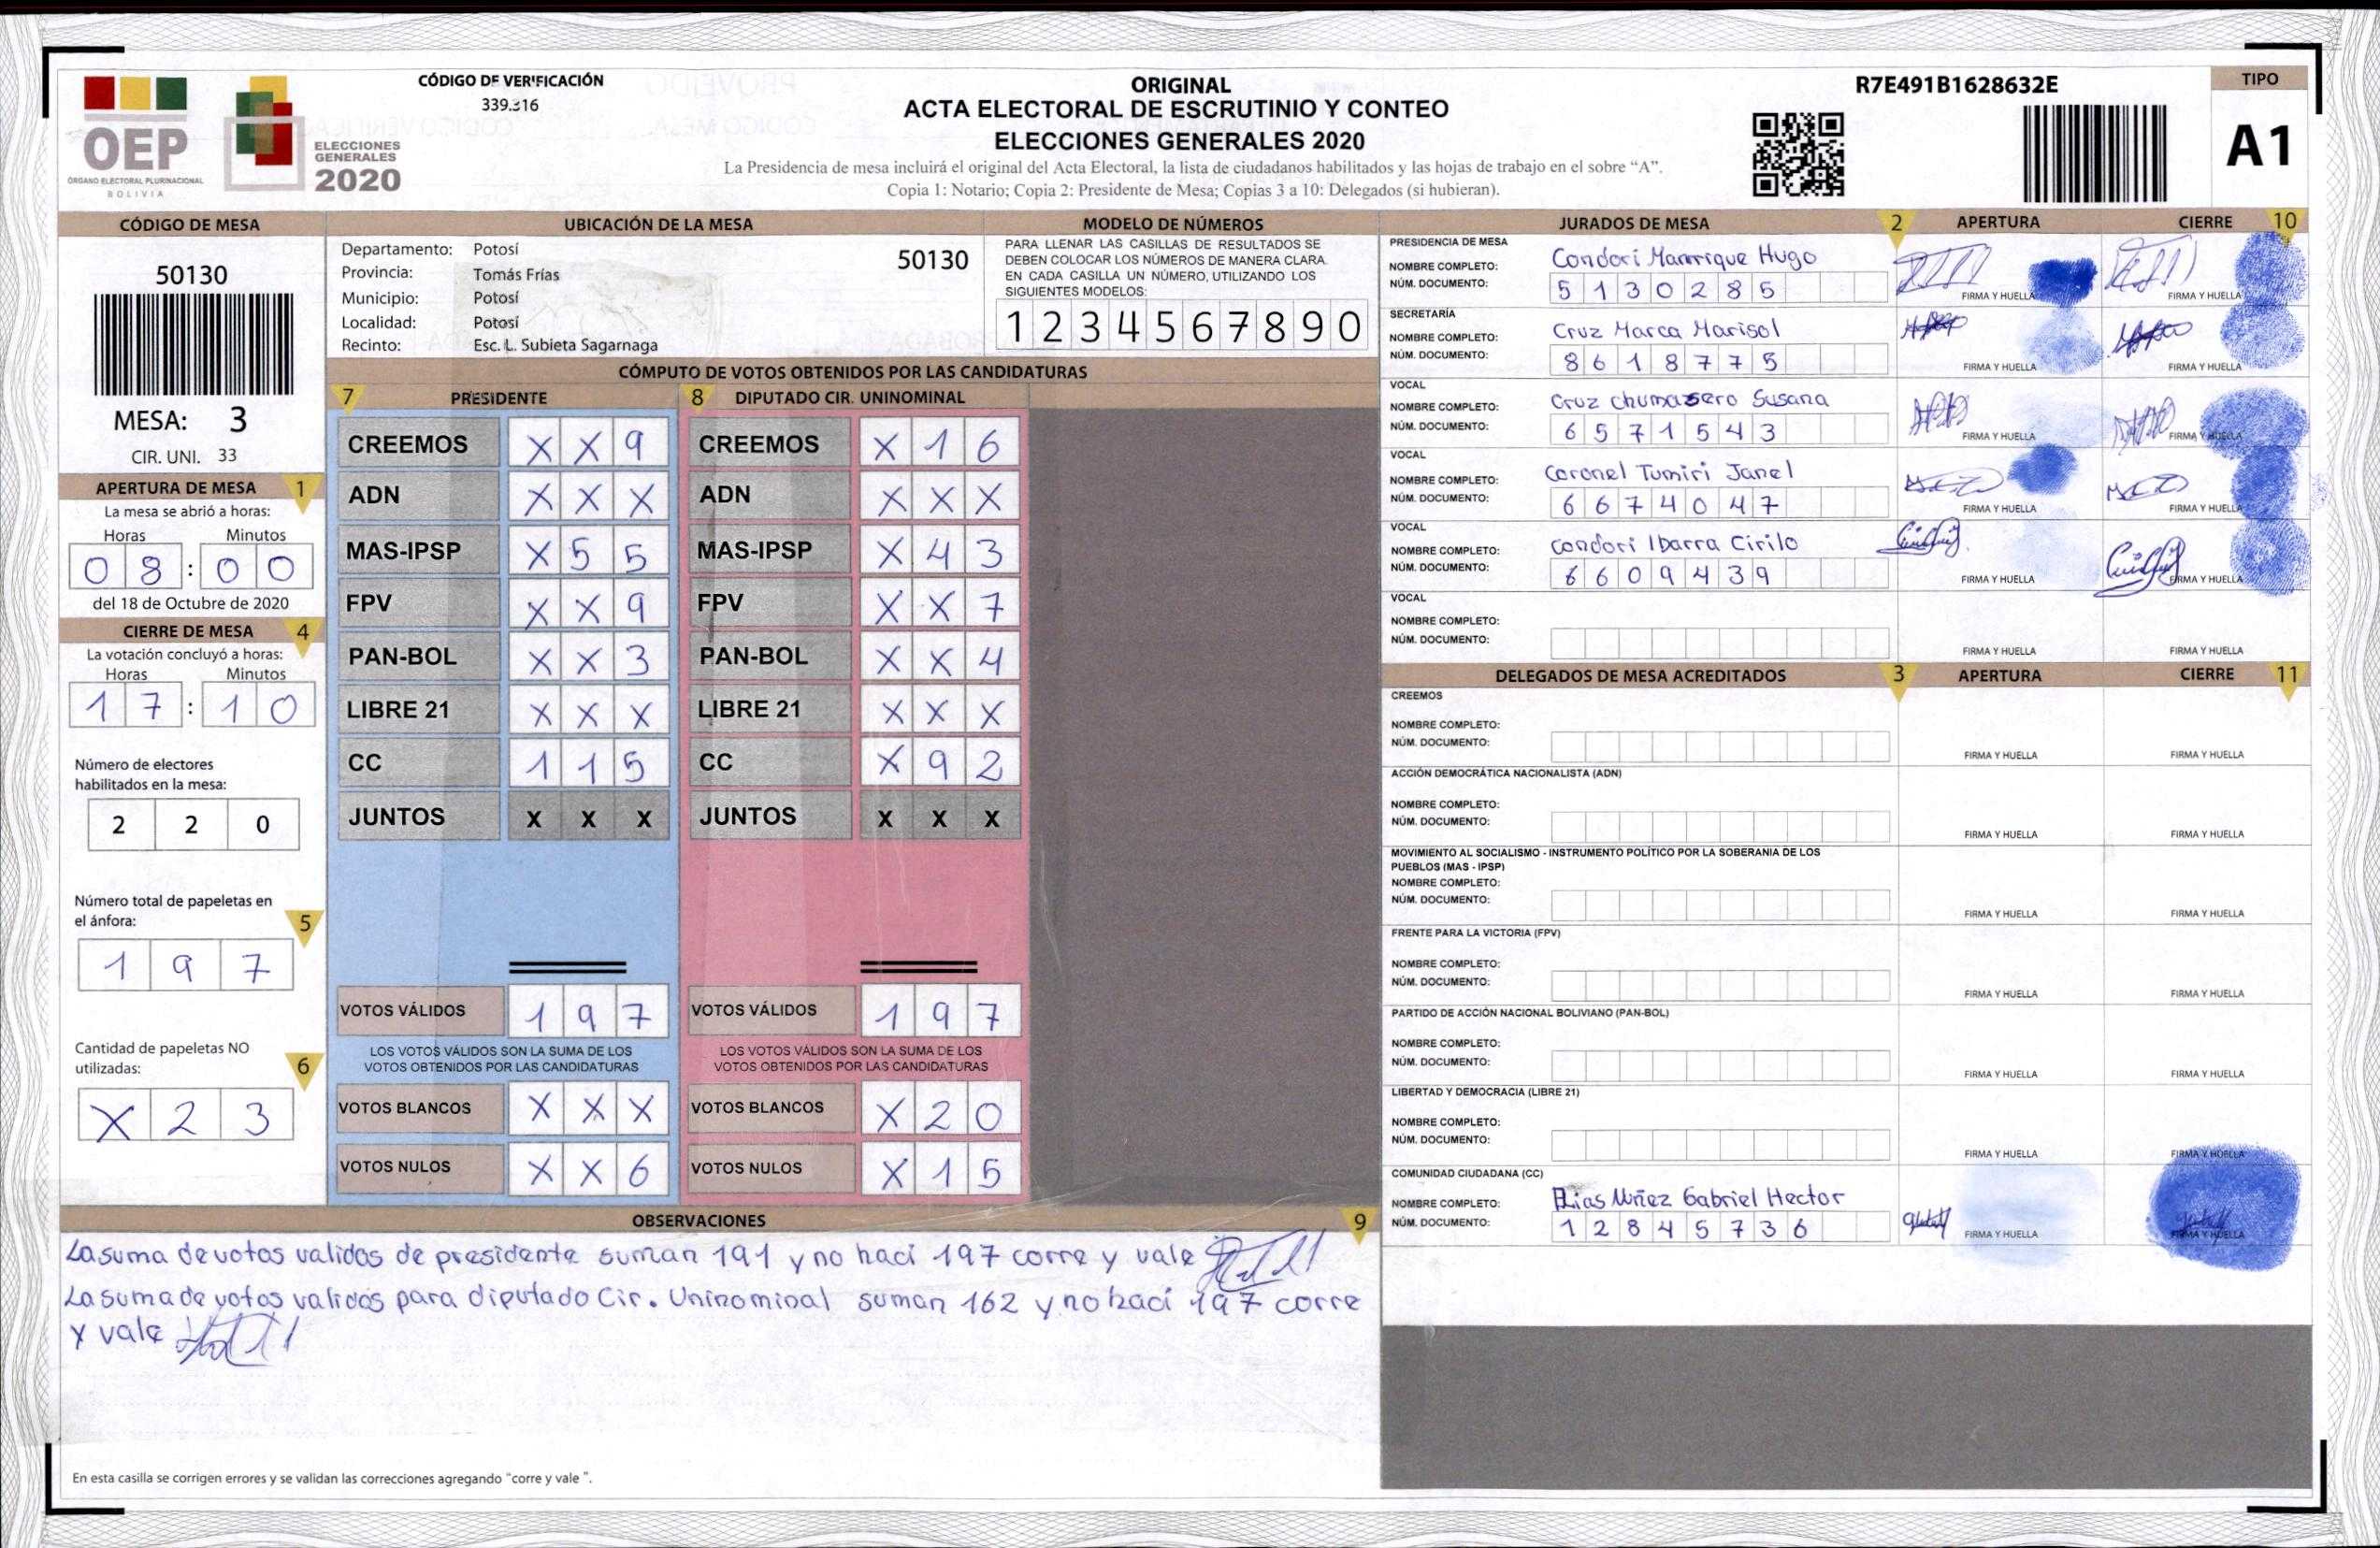 CÓDIGO DE VERIFICACIÓN
339.316
OEP
ÓRGANO ELECTORAL PLURINACIONAL
BOLIVIA
ELECCIONES
GENERALES
2020
ORIGINAL
ACTA ELECTORAL DE ESCRUTINIO Y CONTEO
ELECCIONES GENERALES 2020
La Presidencia de mesa incluirá el original del Acta Electoral, la lista de ciudadanos habilitados y las hojas de trabajo en el sobre “A”.
Copia 1: Notario; Copia 2: Presidente de Mesa; Copias 3 a 10: Delegados (si hubieran).
R7E491B1628632E
TIPO
A1
CÓDIGO DE MESA
50130
MESA: 3
CIR. UNI. 33
APERTURA DE MESA 1
La mesa se abrió a horas:
Horas Minutos
0 8 : 0 0
del 18 de Octubre de 2020
CIERRE DE MESA 4
La votación concluyó a horas:
Horas Minutos
1 7 : 1 0
Número de electores
habilitados en la mesa:
2 2 0
Número total de papeletas en
el ánfora: 5
1 9 7
Cantidad de papeletas NO
utilizadas: 6
X 2 3
UBICACIÓN DE LA MESA
Departamento: Potosí 50130
Provincia: Tomás Frías
Municipio: Potosí
Localidad: Potosí
Recinto: Esc. L. Subieta Sagarnaga
MODELO DE NÚMEROS
PARA LLENAR LAS CASILLAS DE RESULTADOS SE
DEBEN COLOCAR LOS NÚMEROS DE MANERA CLARA.
EN CADA CASILLA UN NÚMERO, UTILIZANDO LOS
SIGUIENTES MODELOS:
1 2 3 4 5 6 7 8 9 0
CÓMPUTO DE VOTOS OBTENIDOS POR LAS CANDIDATURAS
7 PRESIDENTE
CREEMOS X X 9
ADN X X X
MAS-IPSP X 5 5
FPV X X 9
PAN-BOL X X 3
LIBRE 21 X X X
CC 1 1 5
JUNTOS X X X
VOTOS VÁLIDOS 1 9 7
LOS VOTOS VÁLIDOS SON LA SUMA DE LOS
VOTOS OBTENIDOS POR LAS CANDIDATURAS
VOTOS BLANCOS X X X
VOTOS NULOS X X 6
8 DIPUTADO CIR. UNINOMINAL
CREEMOS X 1 6
ADN X X X
MAS-IPSP X 4 3
FPV X X 7
PAN-BOL X X 4
LIBRE 21 X X X
CC X 9 2
JUNTOS X X X
VOTOS VÁLIDOS 1 9 7
LOS VOTOS VÁLIDOS SON LA SUMA DE LOS
VOTOS OBTENIDOS POR LAS CANDIDATURAS
VOTOS BLANCOS X 2 0
VOTOS NULOS X 1 5
OBSERVACIONES 9
La suma de votos validos de presidente suman 191 y no haci 197 corre y vale
La suma de votos validos para diputado Cir. Uninominal suman 162 y no haci 197 corre
y vale
En esta casilla se corrigen errores y se validan las correcciones agregando "corre y vale ".
JURADOS DE MESA 2 APERTURA CIERRE 10
PRESIDENCIA DE MESA
NOMBRE COMPLETO: Condori Manrrique Hugo
NÚM. DOCUMENTO: 5 1 3 0 2 8 5
FIRMA Y HUELLA FIRMA Y HUELLA
SECRETARÍA
NOMBRE COMPLETO: Cruz Marca Marisol
NÚM. DOCUMENTO: 8 6 1 8 7 7 5
FIRMA Y HUELLA FIRMA Y HUELLA
VOCAL
NOMBRE COMPLETO: Cruz chumasero Susana
NÚM. DOCUMENTO: 6 5 7 1 5 4 3
FIRMA Y HUELLA FIRMA Y HUELLA
VOCAL
NOMBRE COMPLETO: Coronel Tumiri Janel
NÚM. DOCUMENTO: 6 6 7 4 0 4 7
FIRMA Y HUELLA FIRMA Y HUELLA
VOCAL
NOMBRE COMPLETO: Condori Ibarra Cirilo
NÚM. DOCUMENTO: 6 6 0 9 4 3 9
FIRMA Y HUELLA FIRMA Y HUELLA
VOCAL
NOMBRE COMPLETO:
NÚM. DOCUMENTO:
FIRMA Y HUELLA FIRMA Y HUELLA
DELEGADOS DE MESA ACREDITADOS 3 APERTURA CIERRE 11
CREEMOS
NOMBRE COMPLETO:
NÚM. DOCUMENTO:
FIRMA Y HUELLA FIRMA Y HUELLA
ACCIÓN DEMOCRÁTICA NACIONALISTA (ADN)
NOMBRE COMPLETO:
NÚM. DOCUMENTO:
FIRMA Y HUELLA FIRMA Y HUELLA
MOVIMIENTO AL SOCIALISMO - INSTRUMENTO POLÍTICO POR LA SOBERANIA DE LOS
PUEBLOS (MAS - IPSP)
NOMBRE COMPLETO:
NÚM. DOCUMENTO:
FIRMA Y HUELLA FIRMA Y HUELLA
FRENTE PARA LA VICTORIA (FPV)
NOMBRE COMPLETO:
NÚM. DOCUMENTO:
FIRMA Y HUELLA FIRMA Y HUELLA
PARTIDO DE ACCIÓN NACIONAL BOLIVIANO (PAN-BOL)
NOMBRE COMPLETO:
NÚM. DOCUMENTO:
FIRMA Y HUELLA FIRMA Y HUELLA
LIBERTAD Y DEMOCRACIA (LIBRE 21)
NOMBRE COMPLETO:
NÚM. DOCUMENTO:
FIRMA Y HUELLA FIRMA Y HUELLA
COMUNIDAD CIUDADANA (CC)
NOMBRE COMPLETO: Elias Nuñez Gabriel Hector
NÚM. DOCUMENTO: 1 2 8 4 5 7 3 6
FIRMA Y HUELLA FIRMA Y HUELLA